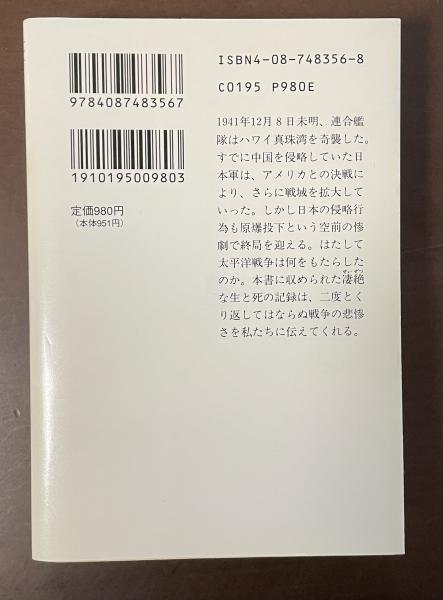 ISBN4-08-748356-8
C0195 P980E
9784087483567
1910195009803
定価980円
（本体951円）
1941年12月8日未明、連合艦
隊はハワイ真珠湾を奇襲した。
すでに中国を侵略していた日
本軍は、アメリカとの決戦に
より、さらに戦域を拡大して
いった。しかし日本の侵略行
為も原爆投下という空前の惨
劇で終局を迎える。はたして
太平洋戦争は何をもたらした
のか。本書に収められた凄絶
せいぜつ
な生と死の記録は、二度とく
り返してはならぬ戦争の悲惨
さを私たちに伝えてくれる。